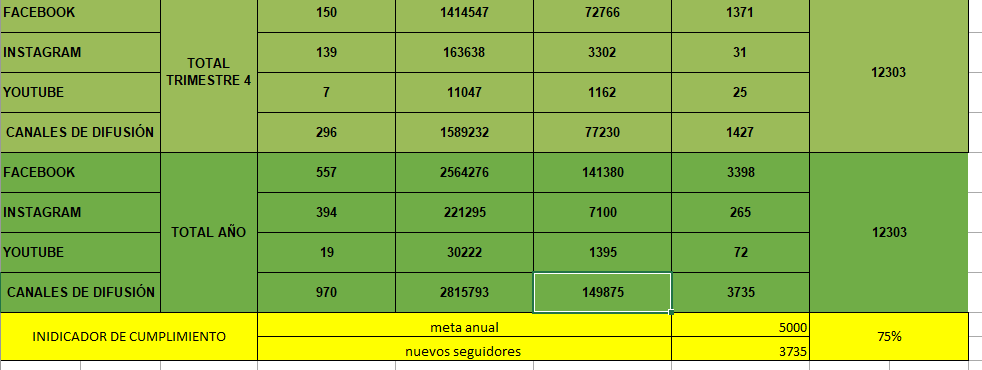 FACEBOOK 150 1414547 72766 1371
INSTAGRAM 139 163638 3302 31
TOTAL
TRIMESTRE 4
12303
YOUTUBE 7 11047 1162 25
CANALES DE DIFUSIÓN 296 1589232 77230 1427
FACEBOOK 557 2564276 141380 3398
INSTAGRAM 394 221295 7100 265
TOTAL AÑO
12303
YOUTUBE 19 30222 1395 72
CANALES DE DIFUSIÓN 970 2815793 149875 3735
INIDICADOR DE CUMPLIMIENTO
meta anual 5000
75%
nuevos seguidores 3735